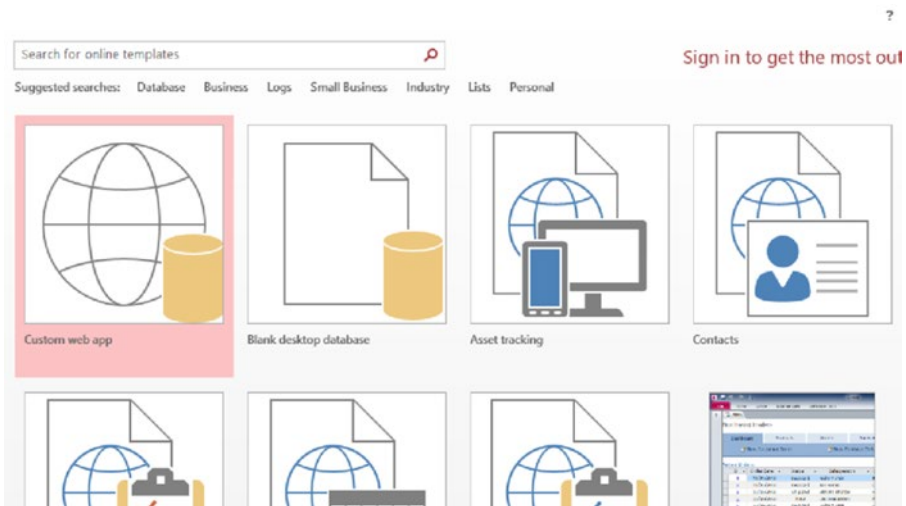 ?
Search for online templates
Sign in to get the most out
Suggested searches: Database Business Logs Small Business Industry Lists Personal
Custom web app
Blank desktop database
Asset tracking
Contacts